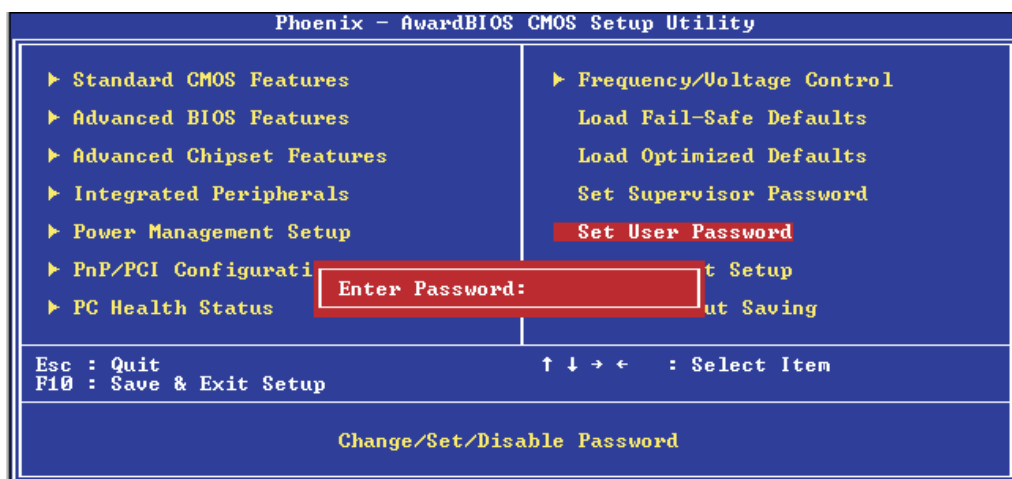 Phoenix - AwardBIOS CMOS Setup Utility
Standard CMOS Features
Advanced BIOS Features
Advanced Chipset Features
Integrated Peripherals
Power Management Setup
PnP/PCI Configurati
PC Health Status
Frequency/Voltage Control
Load Fail-Safe Defaults
Load Optimized Defaults
Set Supervisor Password
Set User Password
t Setup
ut Saving
Enter Password:
Esc : Quit
F10 : Save & Exit Setup
↑ ↓ → ← : Select Item
Change/Set/Disable Password